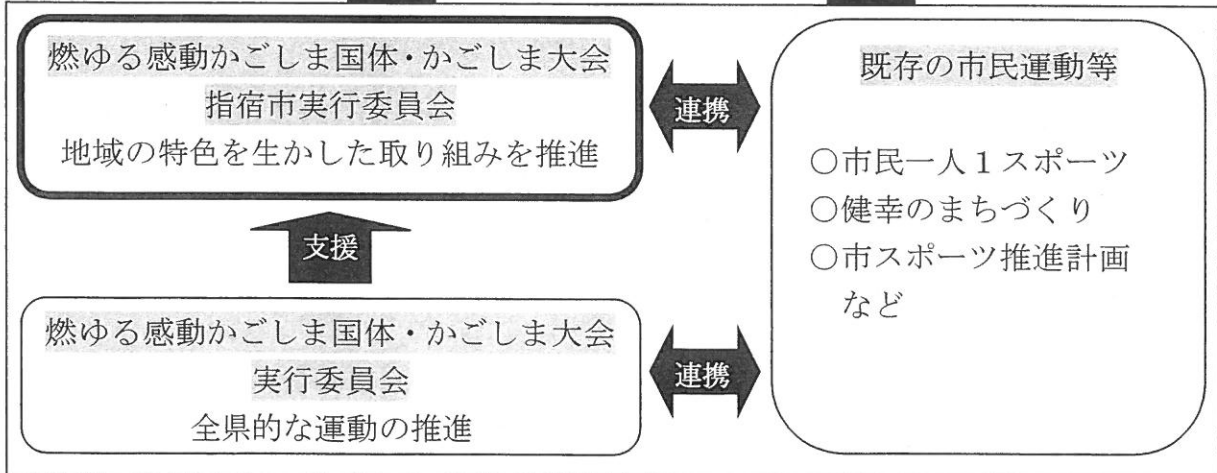 燃ゆる感動かごしま国体・かごしま大会
指宿市実行委員会
地域の特色を生かした取り組みを推進
連携
既存の市民運動等
○市民一人1スポーツ
○健幸のまちづくり
○市スポーツ推進計画
など
支援
燃ゆる感動かごしま国体・かごしま大会
実行委員会
全県的な運動の推進
連携